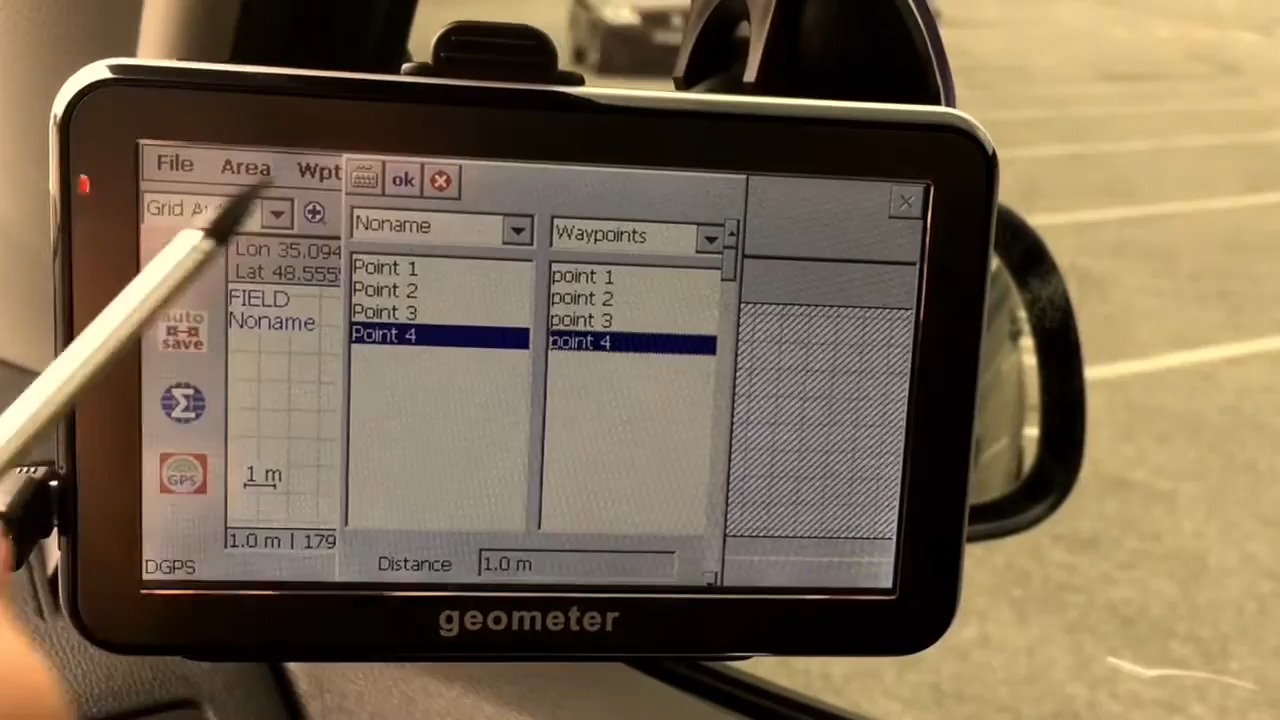 File Area Wpt
ok
Grid
Noname
Waypoints
Lon 35.094
Lat 48.555
FIELD
Noname
Point 1
Point 2
Point 3
Point 4
point 1
point 2
point 3
point 4
auto
save
GPS
1 m
1.0 m | 179
Distance 1.0 m
DGPS
geometer